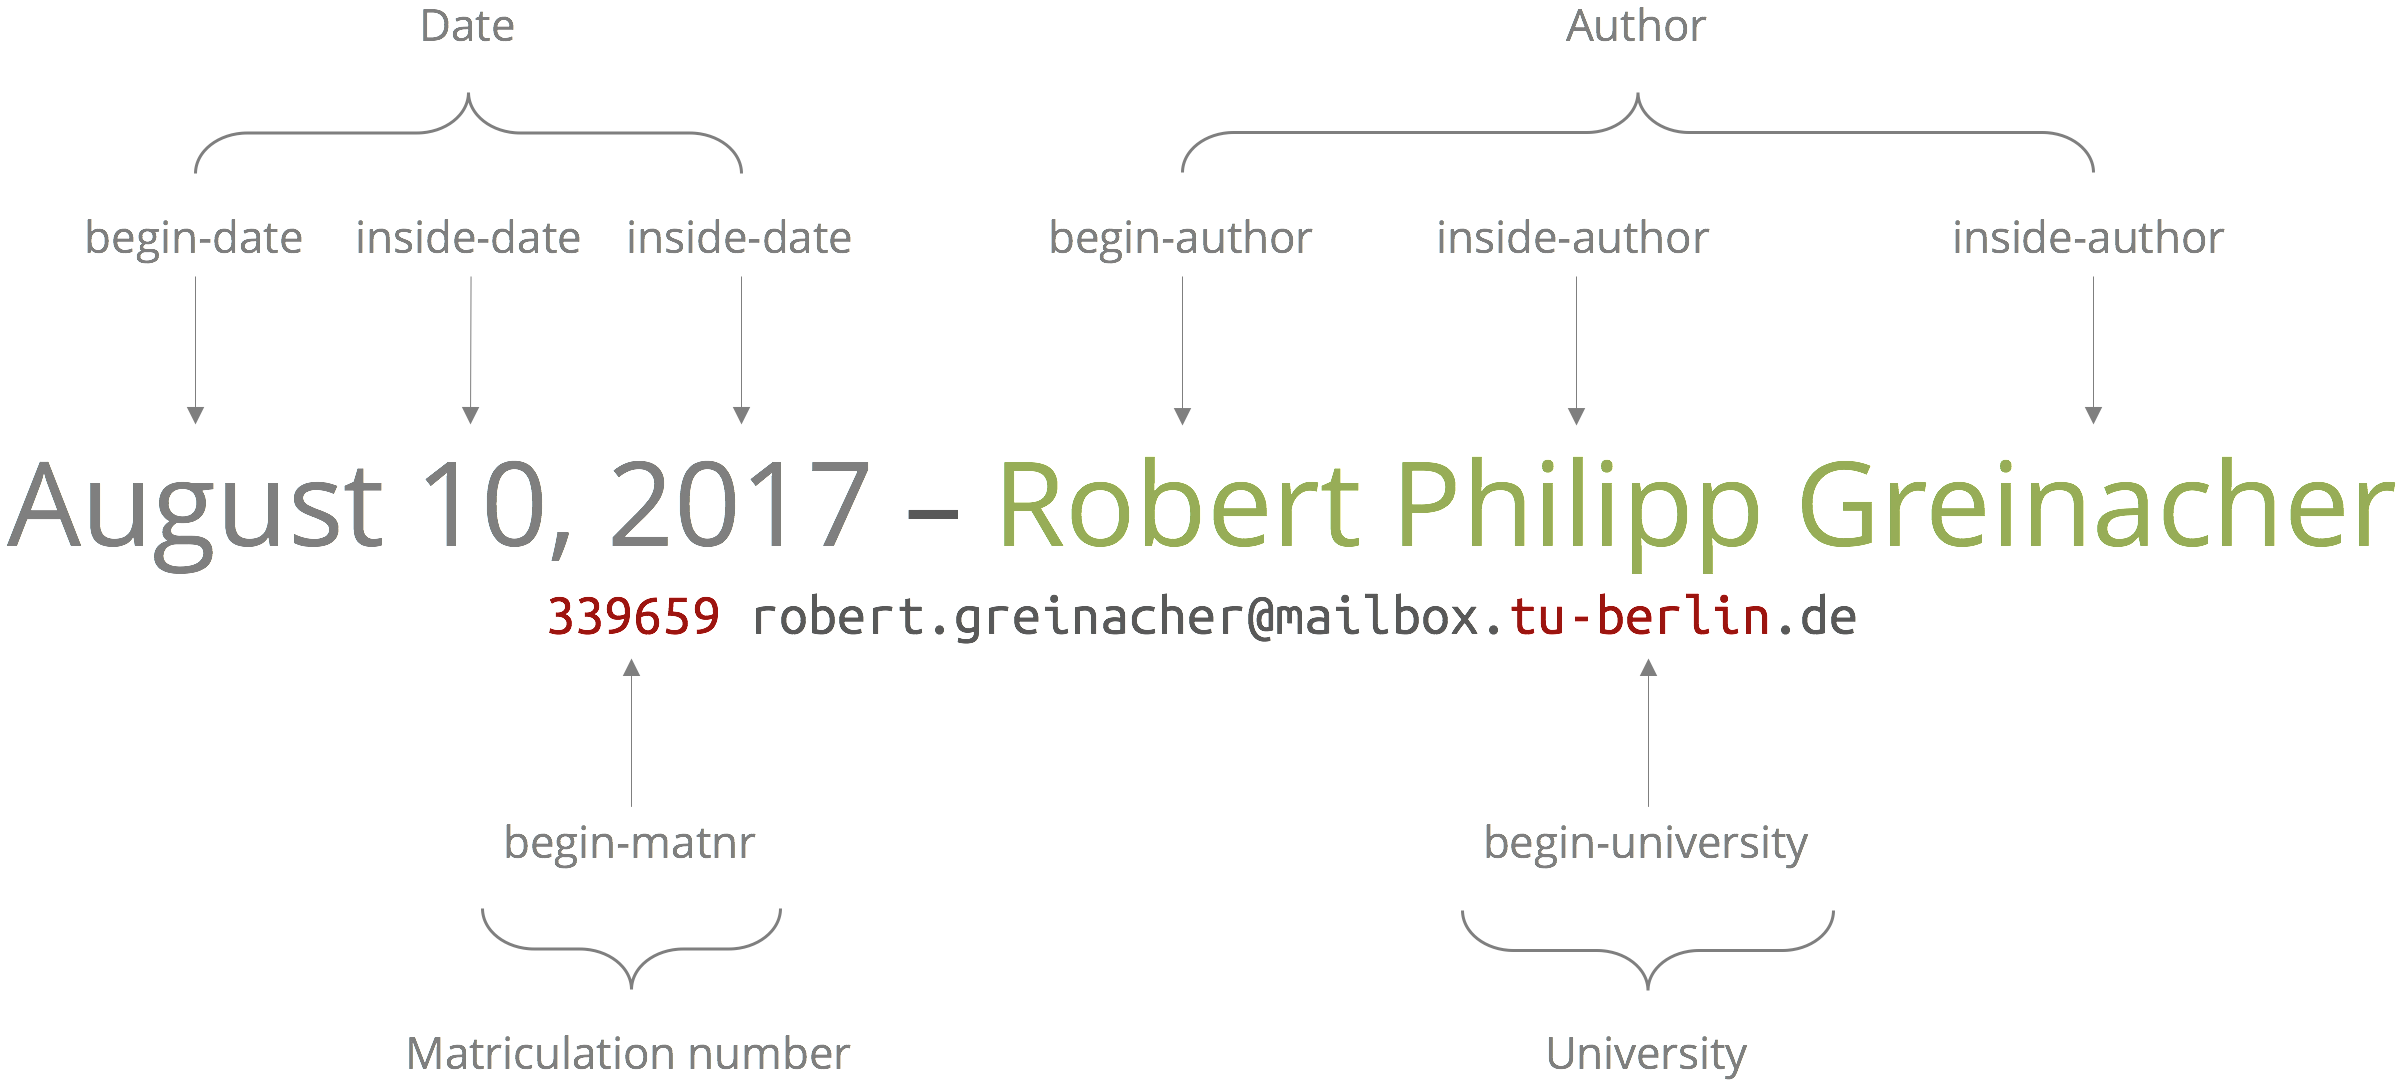 Date Author
begin-date inside-date inside-date begin-author inside-author inside-author
August 10, 2017 – Robert Philipp Greinacher
339659 robert.greinacher@mailbox.tu-berlin.de
begin-matnr begin-university
Matriculation number University